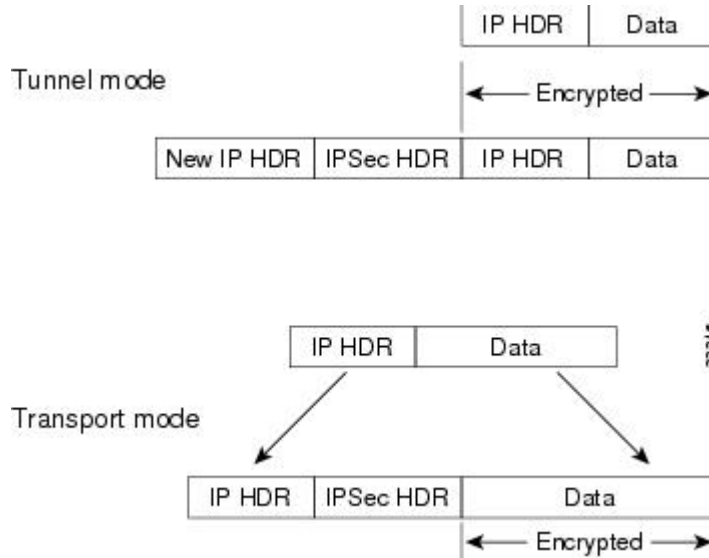 IP HDR Data
Tunnel mode
Encrypted
New IP HDR IPSec HDR IP HDR Data
IP HDR Data
Transport mode
IP HDR IPSec HDR Data
Encrypted